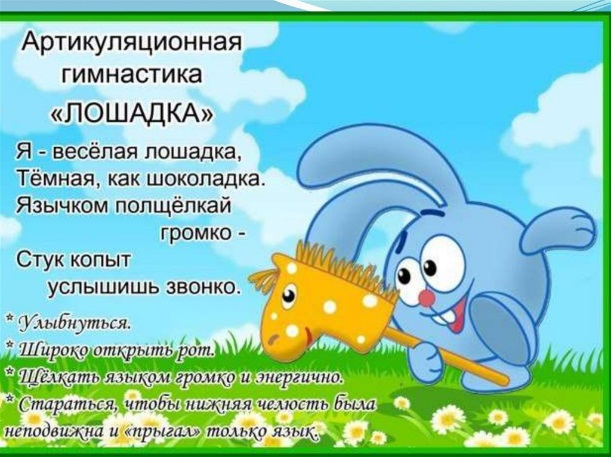 Артикуляционная
гимнастика
«ЛОШАДКА»
Я - весёлая лошадка,
Тёмная, как шоколадка.
Язычком полщёлкай
громко -
Стук копыт
услышишь звонко.
* Улыбнуться.
* Широко открыть рот.
* Щёлкать языком громко и энергично.
* Стараться, чтобы нижняя челюсть была
неподвижна и «прыгал» только язык.